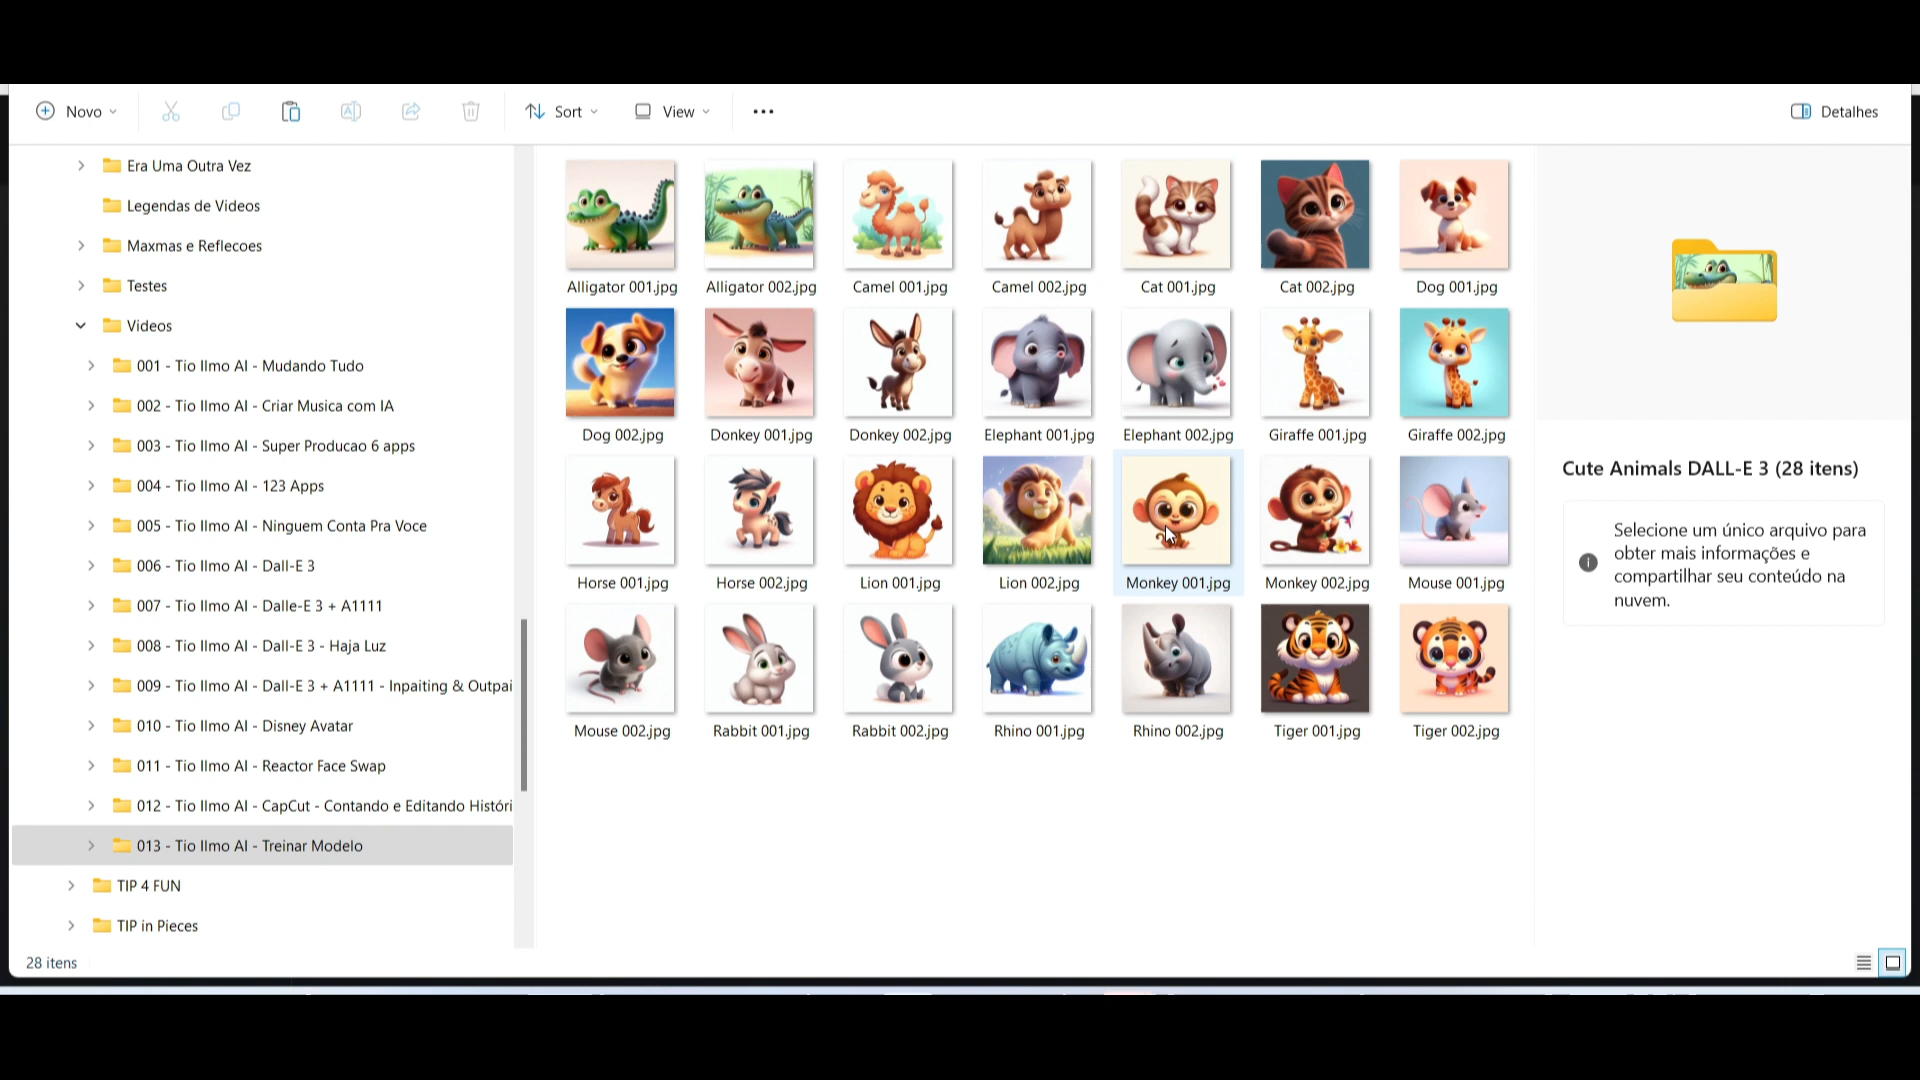 Novo
Sort
View
Detalhes
Era Uma Outra Vez
Legendas de Videos
Maxmas e Reflecoes
Testes
Videos
001 - Tio Ilmo AI - Mudando Tudo
002 - Tio Ilmo AI - Criar Musica com IA
003 - Tio Ilmo AI - Super Producao 6 apps
004 - Tio Ilmo AI - 123 Apps
005 - Tio Ilmo AI - Ninguem Conta Pra Voce
006 - Tio Ilmo AI - Dall-E 3
007 - Tio Ilmo AI - Dalle-E 3 + A1111
008 - Tio Ilmo AI - Dall-E 3 - Haja Luz
009 - Tio Ilmo AI - Dall-E 3 + A1111 - Inpaiting & Outpai
010 - Tio Ilmo AI - Disney Avatar
011 - Tio Ilmo AI - Reactor Face Swap
012 - Tio Ilmo AI - CapCut - Contando e Editando Históri
013 - Tio Ilmo AI - Treinar Modelo
TIP 4 FUN
TIP in Pieces
28 itens
Alligator 001.jpg
Alligator 002.jpg
Camel 001.jpg
Camel 002.jpg
Cat 001.jpg
Cat 002.jpg
Dog 001.jpg
Dog 002.jpg
Donkey 001.jpg
Donkey 002.jpg
Elephant 001.jpg
Elephant 002.jpg
Giraffe 001.jpg
Giraffe 002.jpg
Horse 001.jpg
Horse 002.jpg
Lion 001.jpg
Lion 002.jpg
Monkey 001.jpg
Monkey 002.jpg
Mouse 001.jpg
Mouse 002.jpg
Rabbit 001.jpg
Rabbit 002.jpg
Rhino 001.jpg
Rhino 002.jpg
Tiger 001.jpg
Tiger 002.jpg
Cute Animals DALL-E 3 (28 itens)
Selecione um único arquivo para
obter mais informações e
compartilhar seu conteúdo na
nuvem.